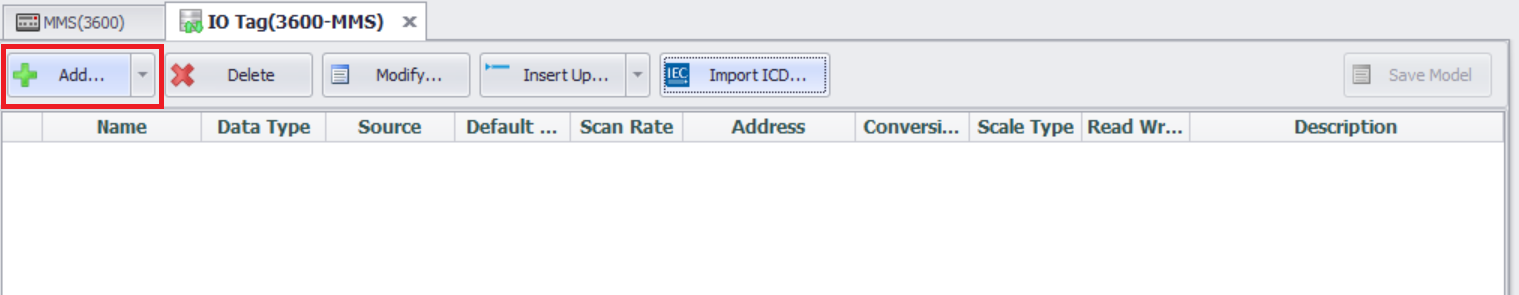 MMS(3600) IO Tag(3600-MMS)
Add... Delete Modify... Insert Up... IEC Import ICD... Save Model
Name Data Type Source Default ... Scan Rate Address Conversi... Scale Type Read Wr... Description